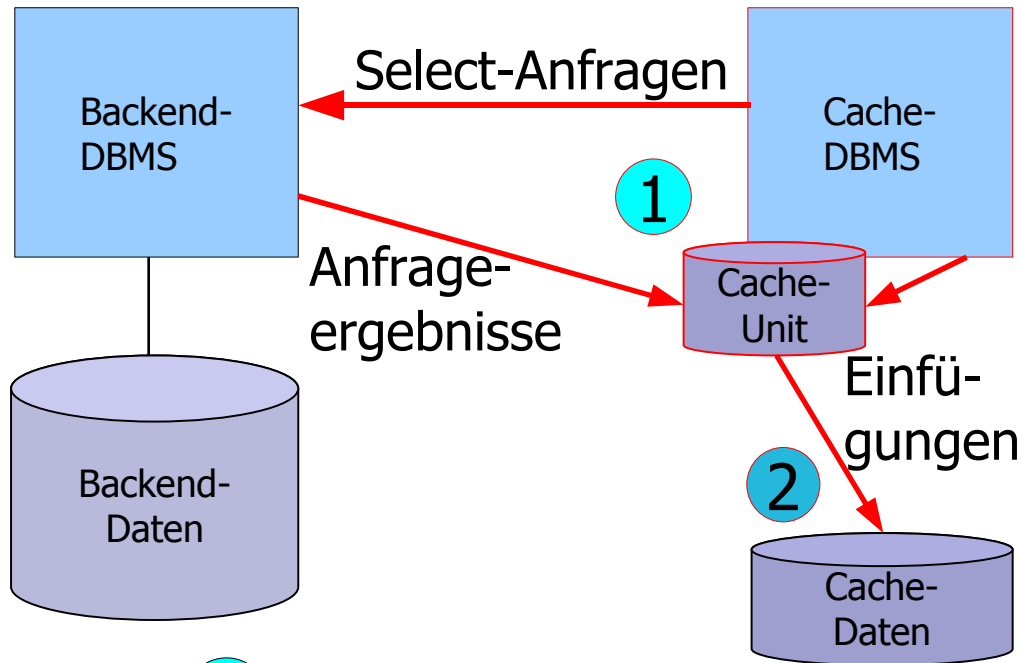 Select-Anfragen
Backend-
DBMS
Cache-
DBMS
1
Anfrage-
ergebnisse
Cache-
Unit
Einfü-
gungen
2
Backend-
Daten
Cache-
Daten